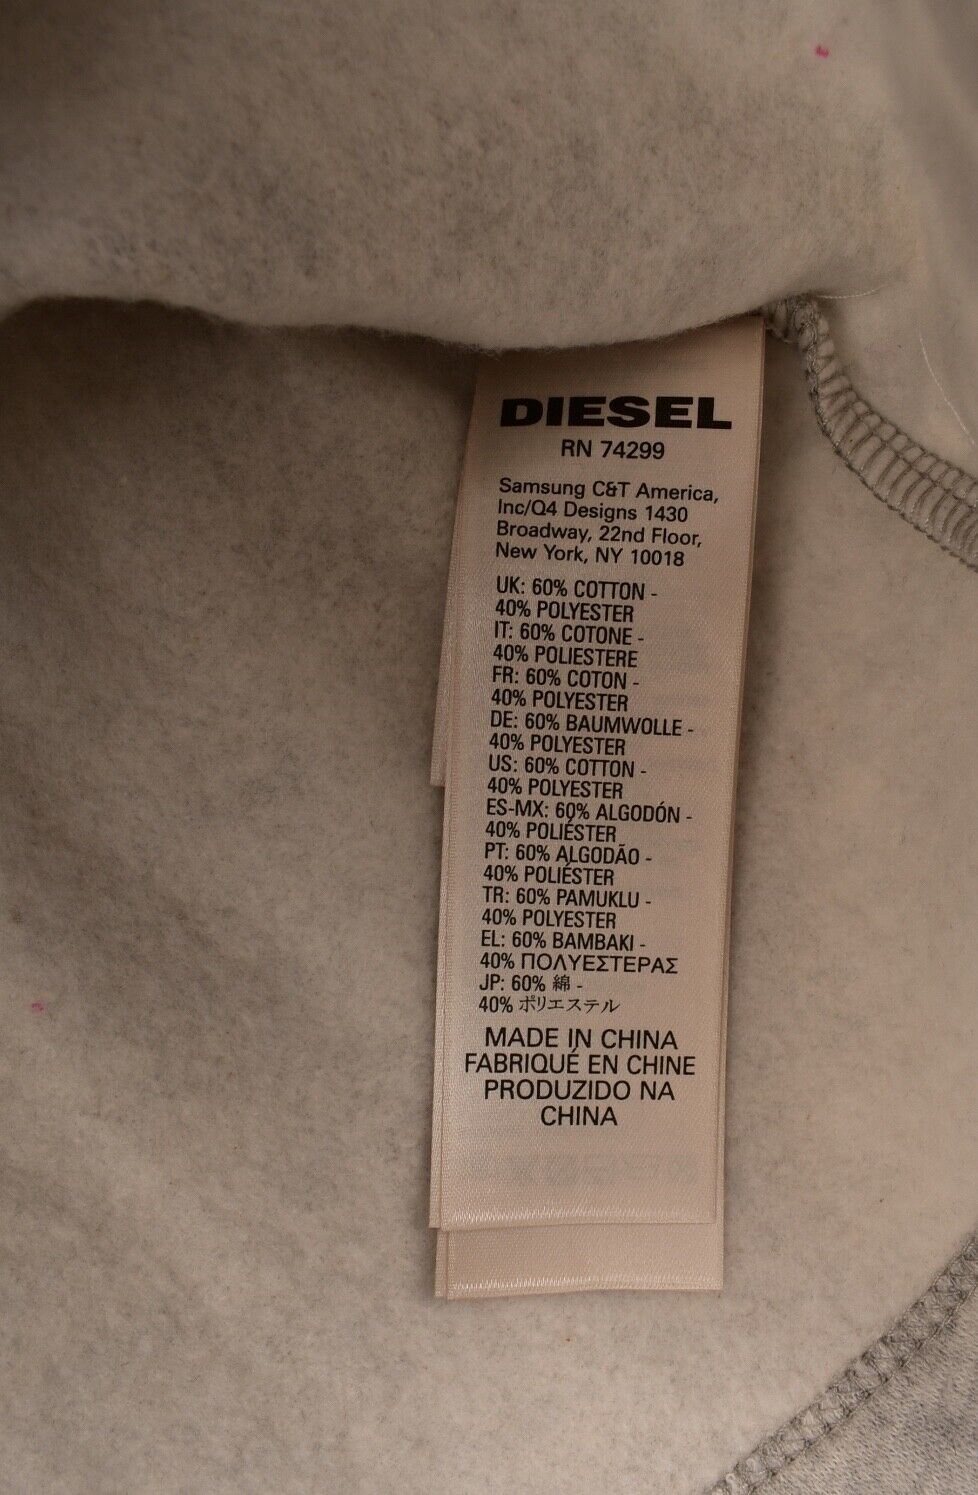 DIESEL
RN 74299
Samsung C&T America,
Inc/Q4 Designs 1430
Broadway, 22nd Floor,
New York, NY 10018
UK: 60% COTTON -
40% POLYESTER
IT: 60% COTONE -
40% POLIESTERE
FR: 60% COTON -
40% POLYESTER
DE: 60% BAUMWOLLE -
40% POLYESTER
US: 60% COTTON -
40% POLYESTER
ES-MX: 60% ALGODÓN -
40% POLIÉSTER
PT: 60% ALGODÃO -
40% POLIÉSTER
TR: 60% PAMUKLU -
40% POLYESTER
EL: 60% ΒΑΜΒΑΚΙ -
40% ΠΟΛΥΕΣΤΕΡΑΣ
JP: 60% 綿 -
40% ポリエステル
MADE IN CHINA
FABRIQUÉ EN CHINE
PRODUZIDO NA
CHINA